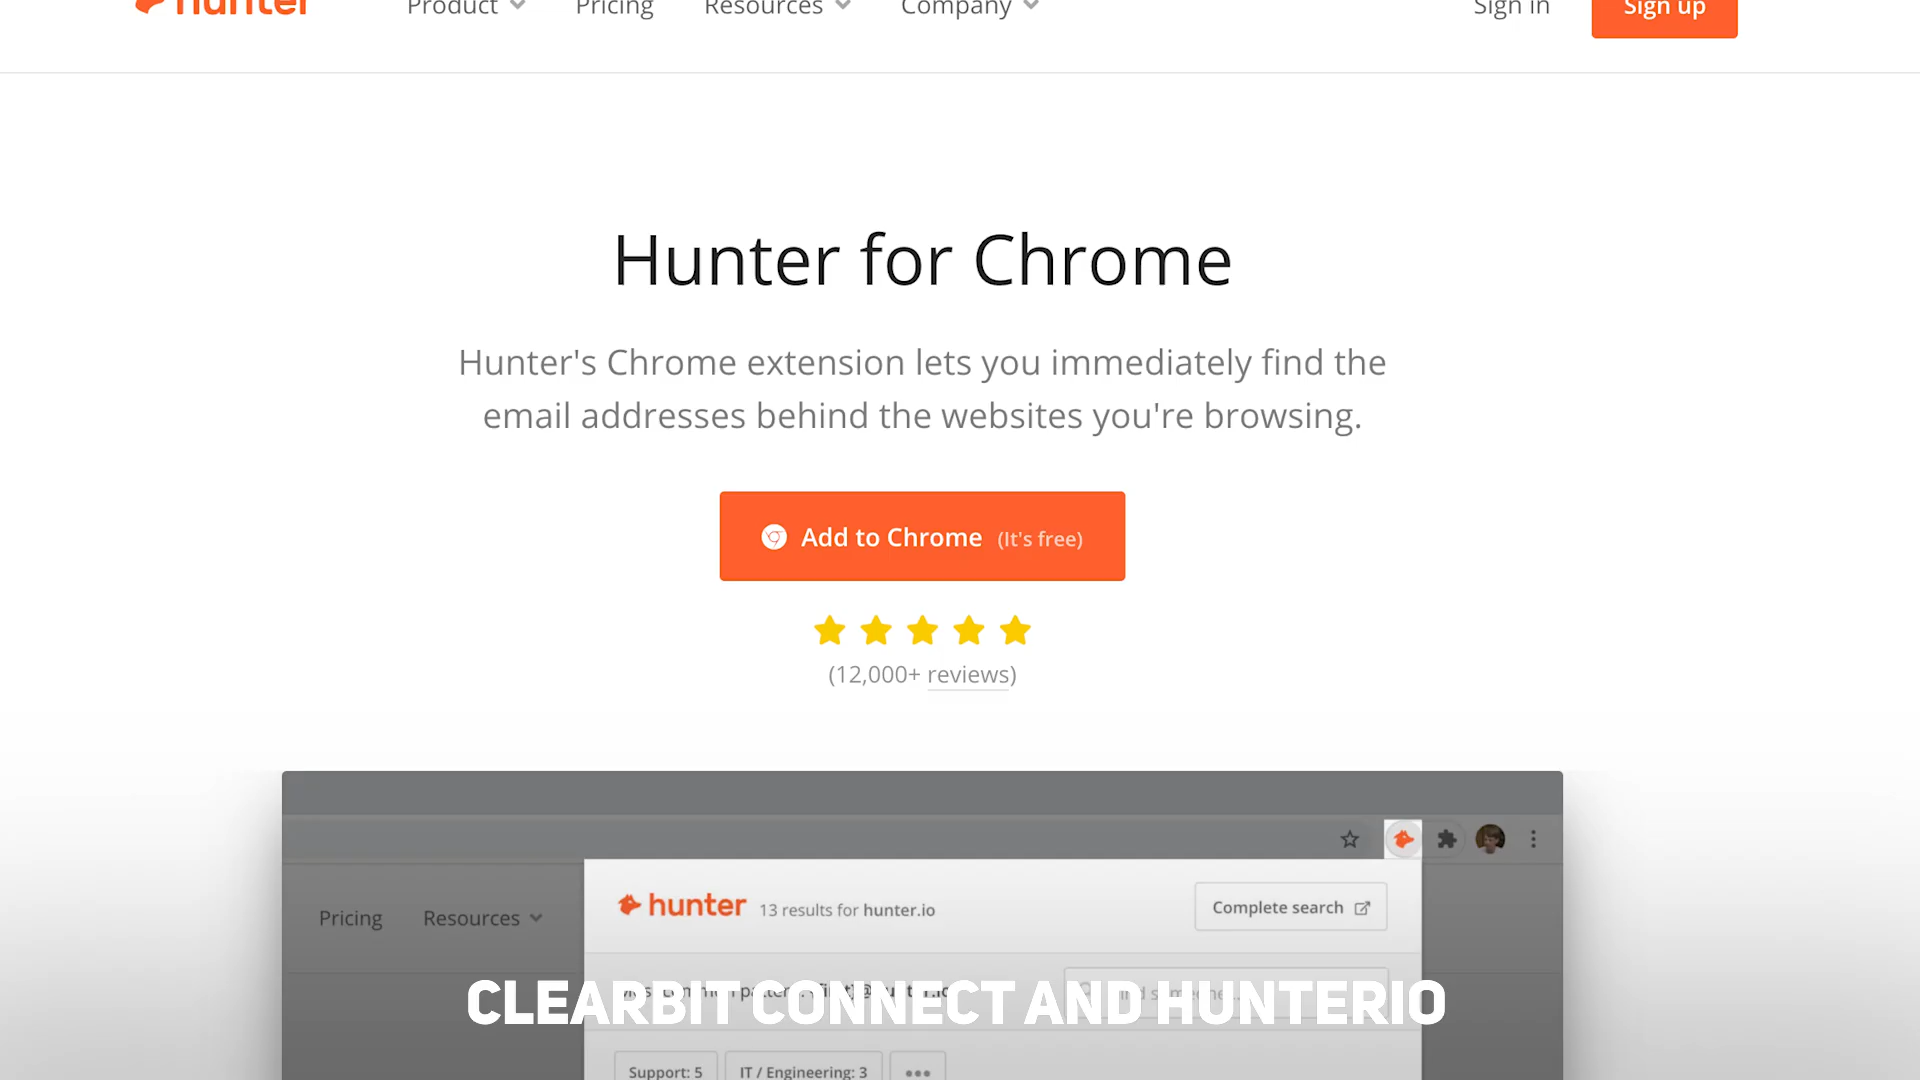 hunter
Product Pricing Resources Company Sign in Sign up
Hunter for Chrome
Hunter's Chrome extension lets you immediately find the
email addresses behind the websites you're browsing.
Add to Chrome (It's free)
(12,000+ reviews)
Pricing Resources
hunter 13 results for hunter.io Complete search
CLEARBIT CONNECT AND HUNTERIO
Support: 5 IT / Engineering: 3